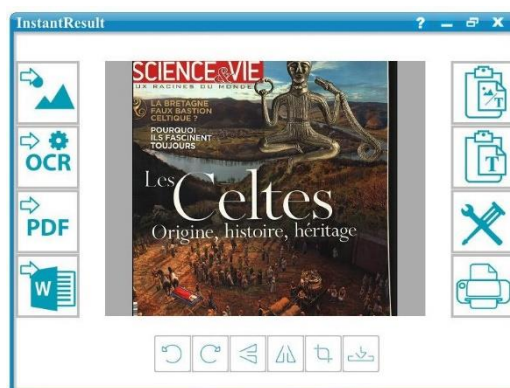 InstantResult
?
SCIENCE&VIE
UX RACINES DU MONDE
LA BRETAGNE
FAUX BASTION
CELTIQUE ?
POURQUOI
ILS FASCINENT
TOUJOURS
Les
Celtes
Origine, histoire, héritage
OCR
PDF
W
T
T